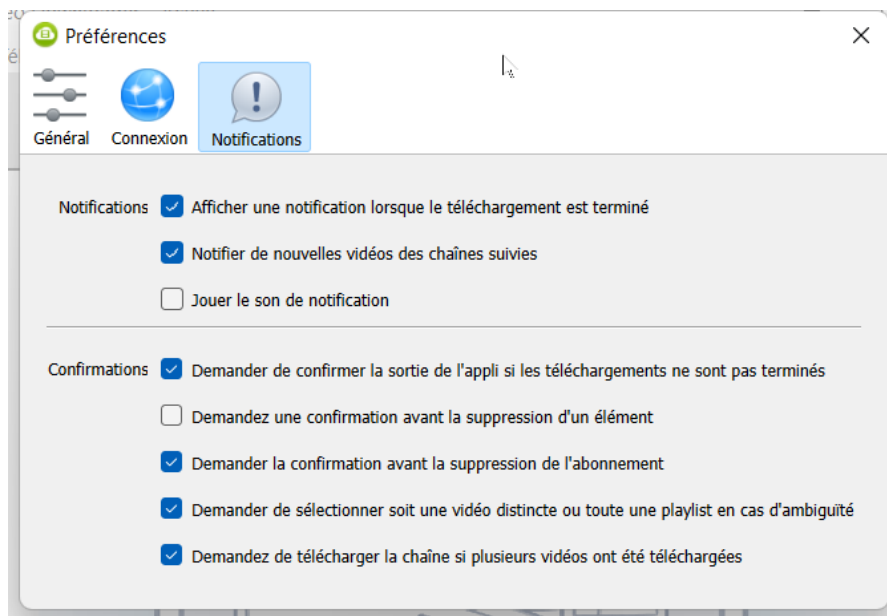 Préférences
Général Connexion Notifications
Notifications Afficher une notification lorsque le téléchargement est terminé
Notifier de nouvelles vidéos des chaînes suivies
Jouer le son de notification
Confirmations Demander de confirmer la sortie de l'appli si les téléchargements ne sont pas terminés
Demandez une confirmation avant la suppression d'un élément
Demander la confirmation avant la suppression de l'abonnement
Demander de sélectionner soit une vidéo distincte ou toute une playlist en cas d'ambiguïté
Demandez de télécharger la chaîne si plusieurs vidéos ont été téléchargées